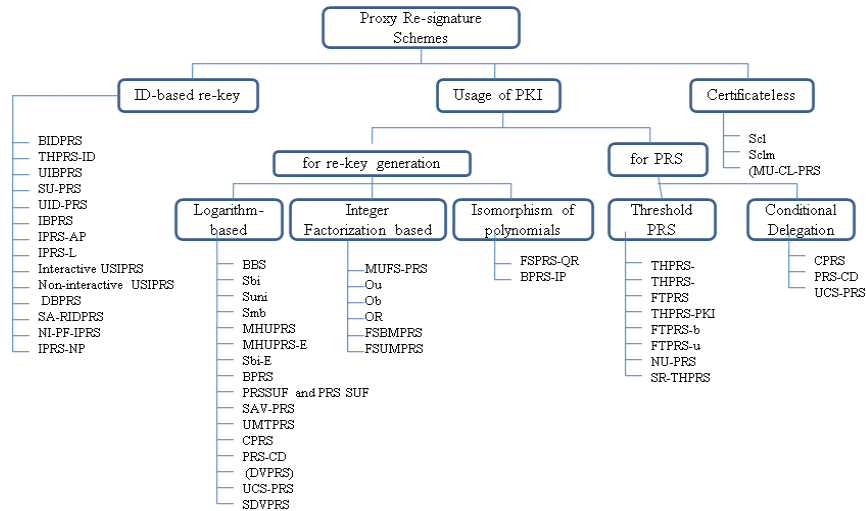 Proxy Re-signature
Schemes
ID-based re-key
Usage of PKI
Certificateless
BIDPRS
THPRS-ID
UIBPRS
SU-PRS
UID-PRS
IBPRS
IPRS-AP
IPRS-L
Interactive USIPRS
Non-interactive USIPRS
DBPRS
SA-RIDPRS
NI-PF-IPRS
IPRS-NP
for re-key generation
for PRS
Scl
Sclm
(MU-CL-PRS
Logarithm-
based
Integer
Factorization based
Isomorphism of
polynomials
Threshold
PRS
Conditional
Delegation
BBS
Sbi
Suni
Smb
MHUPRS
MHUPRS-E
Sbi-E
BPRS
PRSSUF and PRS SUF
SAV-PRS
UMTPRS
CPRS
PRS-CD
(DVPRS)
UCS-PRS
SDVPRS
MUFS-PRS
Ou
Ob
OR
FSBMPRS
FSUMPRS
FSPRS-QR
BPRS-IP
THPRS-
THPRS-
FTPRS
THPRS-PKI
FTPRS-b
FTPRS-u
NU-PRS
SR-THPRS
CPRS
PRS-CD
UCS-PRS